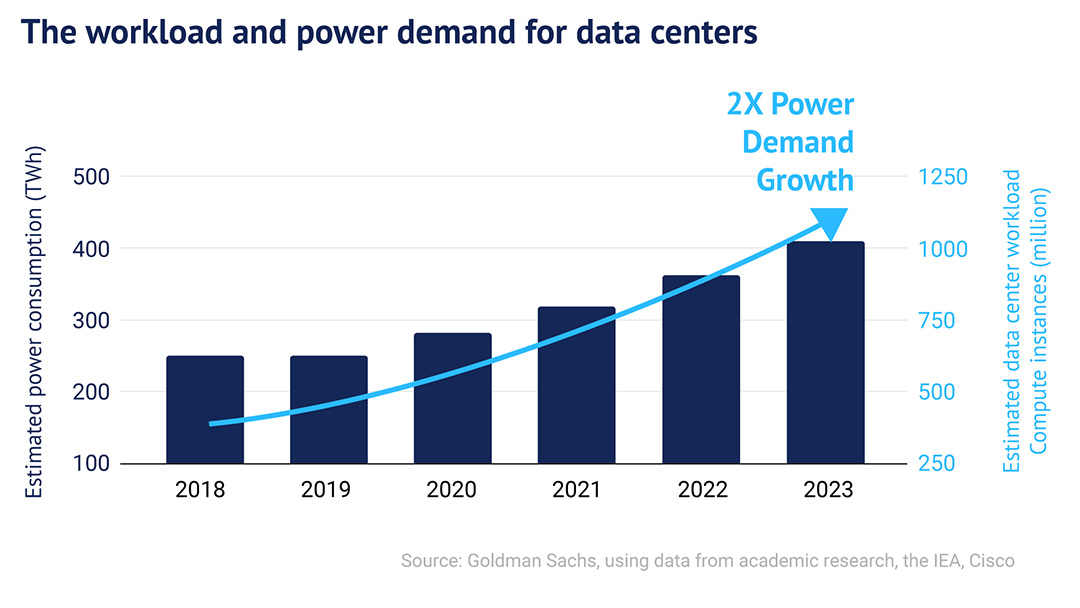 The workload and power demand for data centers
2X Power
Demand
Growth
Estimated power consumption (TWh)
500
400
300
200
100
1250
1000
750
500
250
Estimated data center workload
Compute instances (million)
2018
2019
2020
2021
2022
2023
Source: Goldman Sachs, using data from academic research, the IEA, Cisco